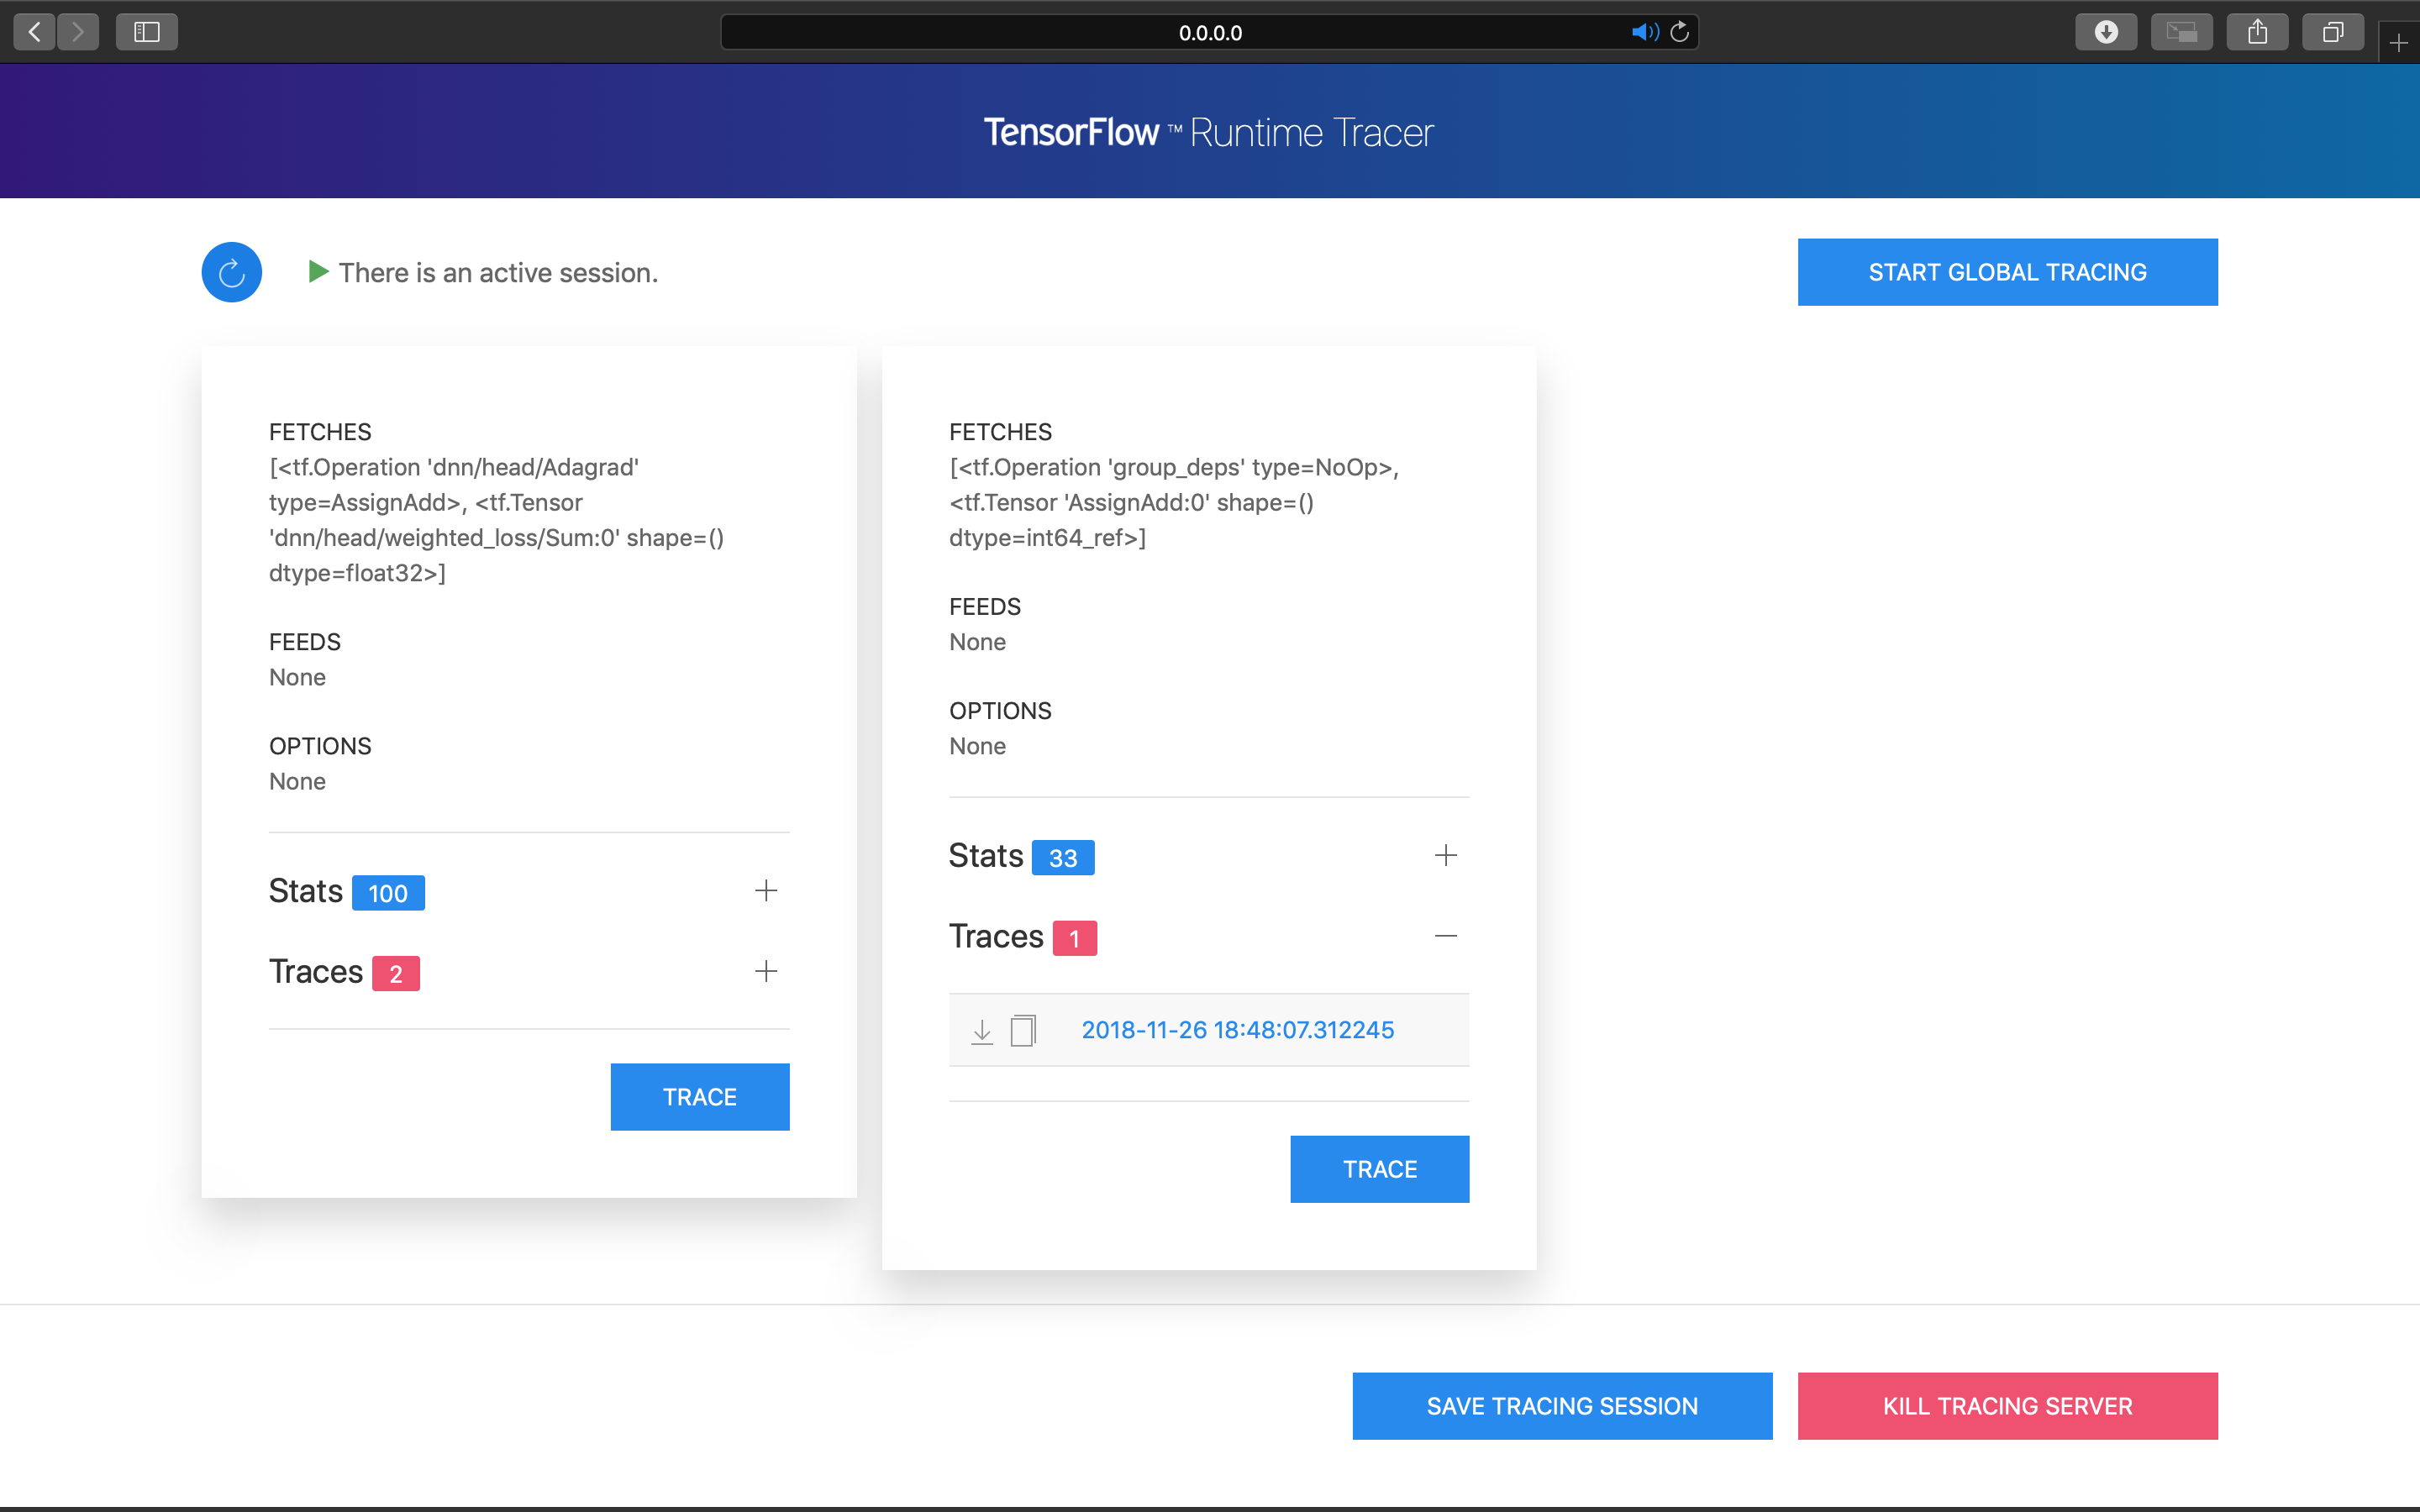 0.0.0.0
TensorFlow ™ Runtime Tracer
There is an active session.
START GLOBAL TRACING
FETCHES
[<tf.Operation 'dnn/head/Adagrad'
type=AssignAdd>, <tf.Tensor
'dnn/head/weighted_loss/Sum:0' shape=()
dtype=float32>]
FEEDS
None
OPTIONS
None
Stats 100
Traces 2
TRACE
FETCHES
[<tf.Operation 'group_deps' type=NoOp>,
<tf.Tensor 'AssignAdd:0' shape=()
dtype=int64_ref>]
FEEDS
None
OPTIONS
None
Stats 33
Traces 1
2018-11-26 18:48:07.312245
TRACE
SAVE TRACING SESSION
KILL TRACING SERVER